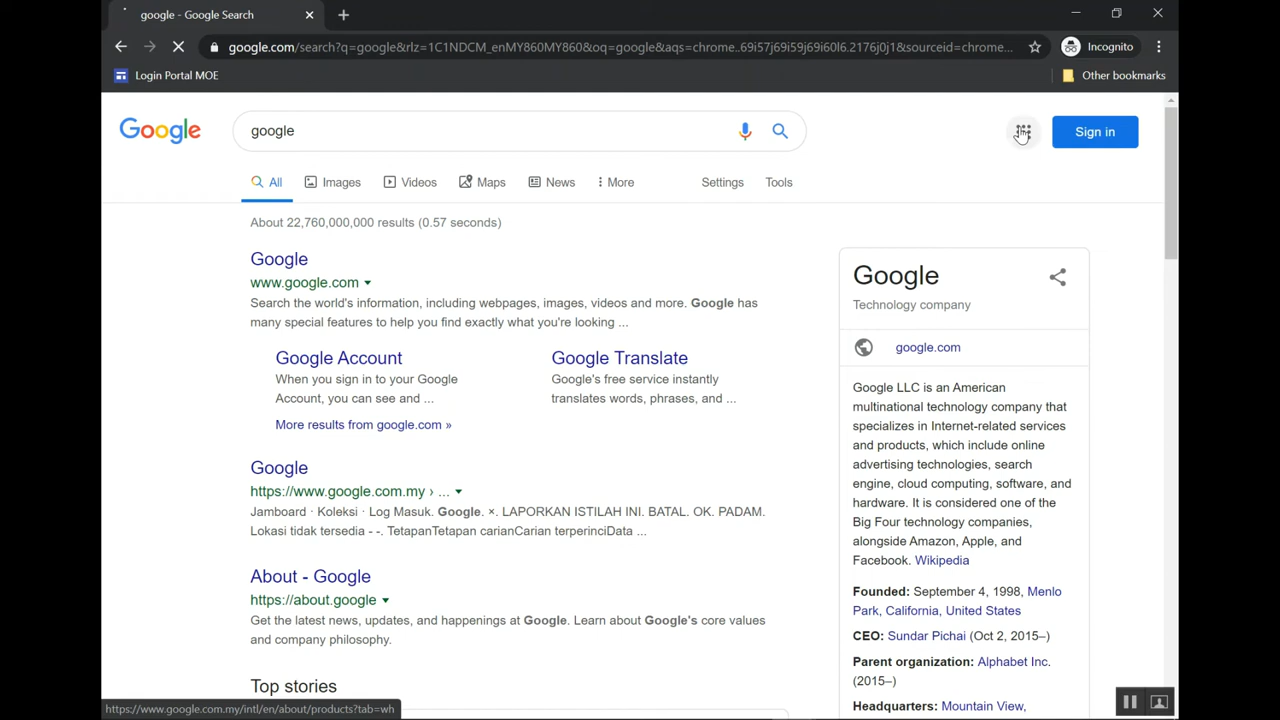 google - Google Search
google.com/search?q=google&rlz=1C1NDCM_enMY860MY860&oq=google&aqs=chrome..69i57j69i59j69i60l6.2176j0j1&sourceid=chrome...
Incognito
Login Portal MOE
Other bookmarks
Google
google
Sign in
All
Images
Videos
Maps
News
More
Settings
Tools
About 22,760,000,000 results (0.57 seconds)
Google
www.google.com
Search the world's information, including webpages, images, videos and more. Google has
many special features to help you find exactly what you're looking ...
Google Account
When you sign in to your Google
Account, you can see and ...
Google Translate
Google's free service instantly
translates words, phrases, and ...
More results from google.com »
Google
https://www.google.com.my › ...
Jamboard · Koleksi · Log Masuk. Google. ×. LAPORKAN ISTILAH INI. BATAL. OK. PADAM.
Lokasi tidak tersedia - -. TetapanTetapan carianCarian terperinciData ...
About - Google
https://about.google
Get the latest news, updates, and happenings at Google. Learn about Google's core values
and company philosophy.
Top stories
Google
Technology company
google.com
Google LLC is an American
multinational technology company that
specializes in Internet-related services
and products, which include online
advertising technologies, search
engine, cloud computing, software, and
hardware. It is considered one of the
Big Four technology companies,
alongside Amazon, Apple, and
Facebook. Wikipedia
Founded: September 4, 1998, Menlo
Park, California, United States
CEO: Sundar Pichai (Oct 2, 2015–)
Parent organization: Alphabet Inc.
(2015–)
Headquarters: Mountain View,
https://www.google.com.my/intl/en/about/products?tab=wh